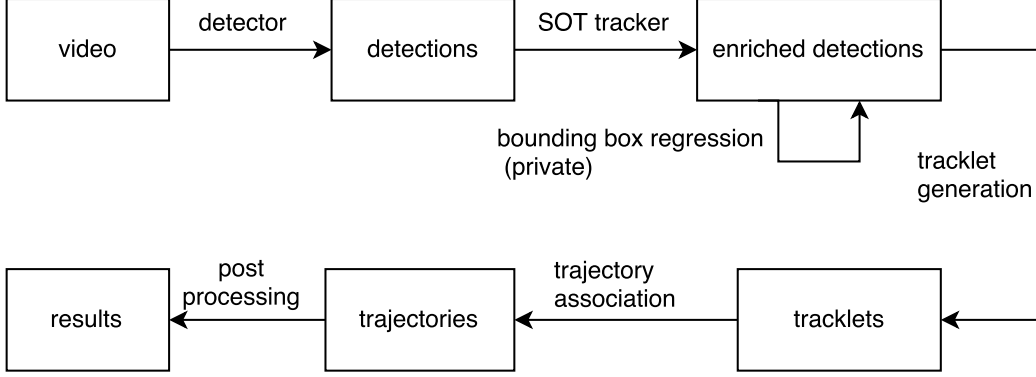 video
detector
detections
SOT tracker
enriched detections
bounding box regression
(private)
tracklet
generation
tracklets
trajectory
association
trajectories
post
processing
results